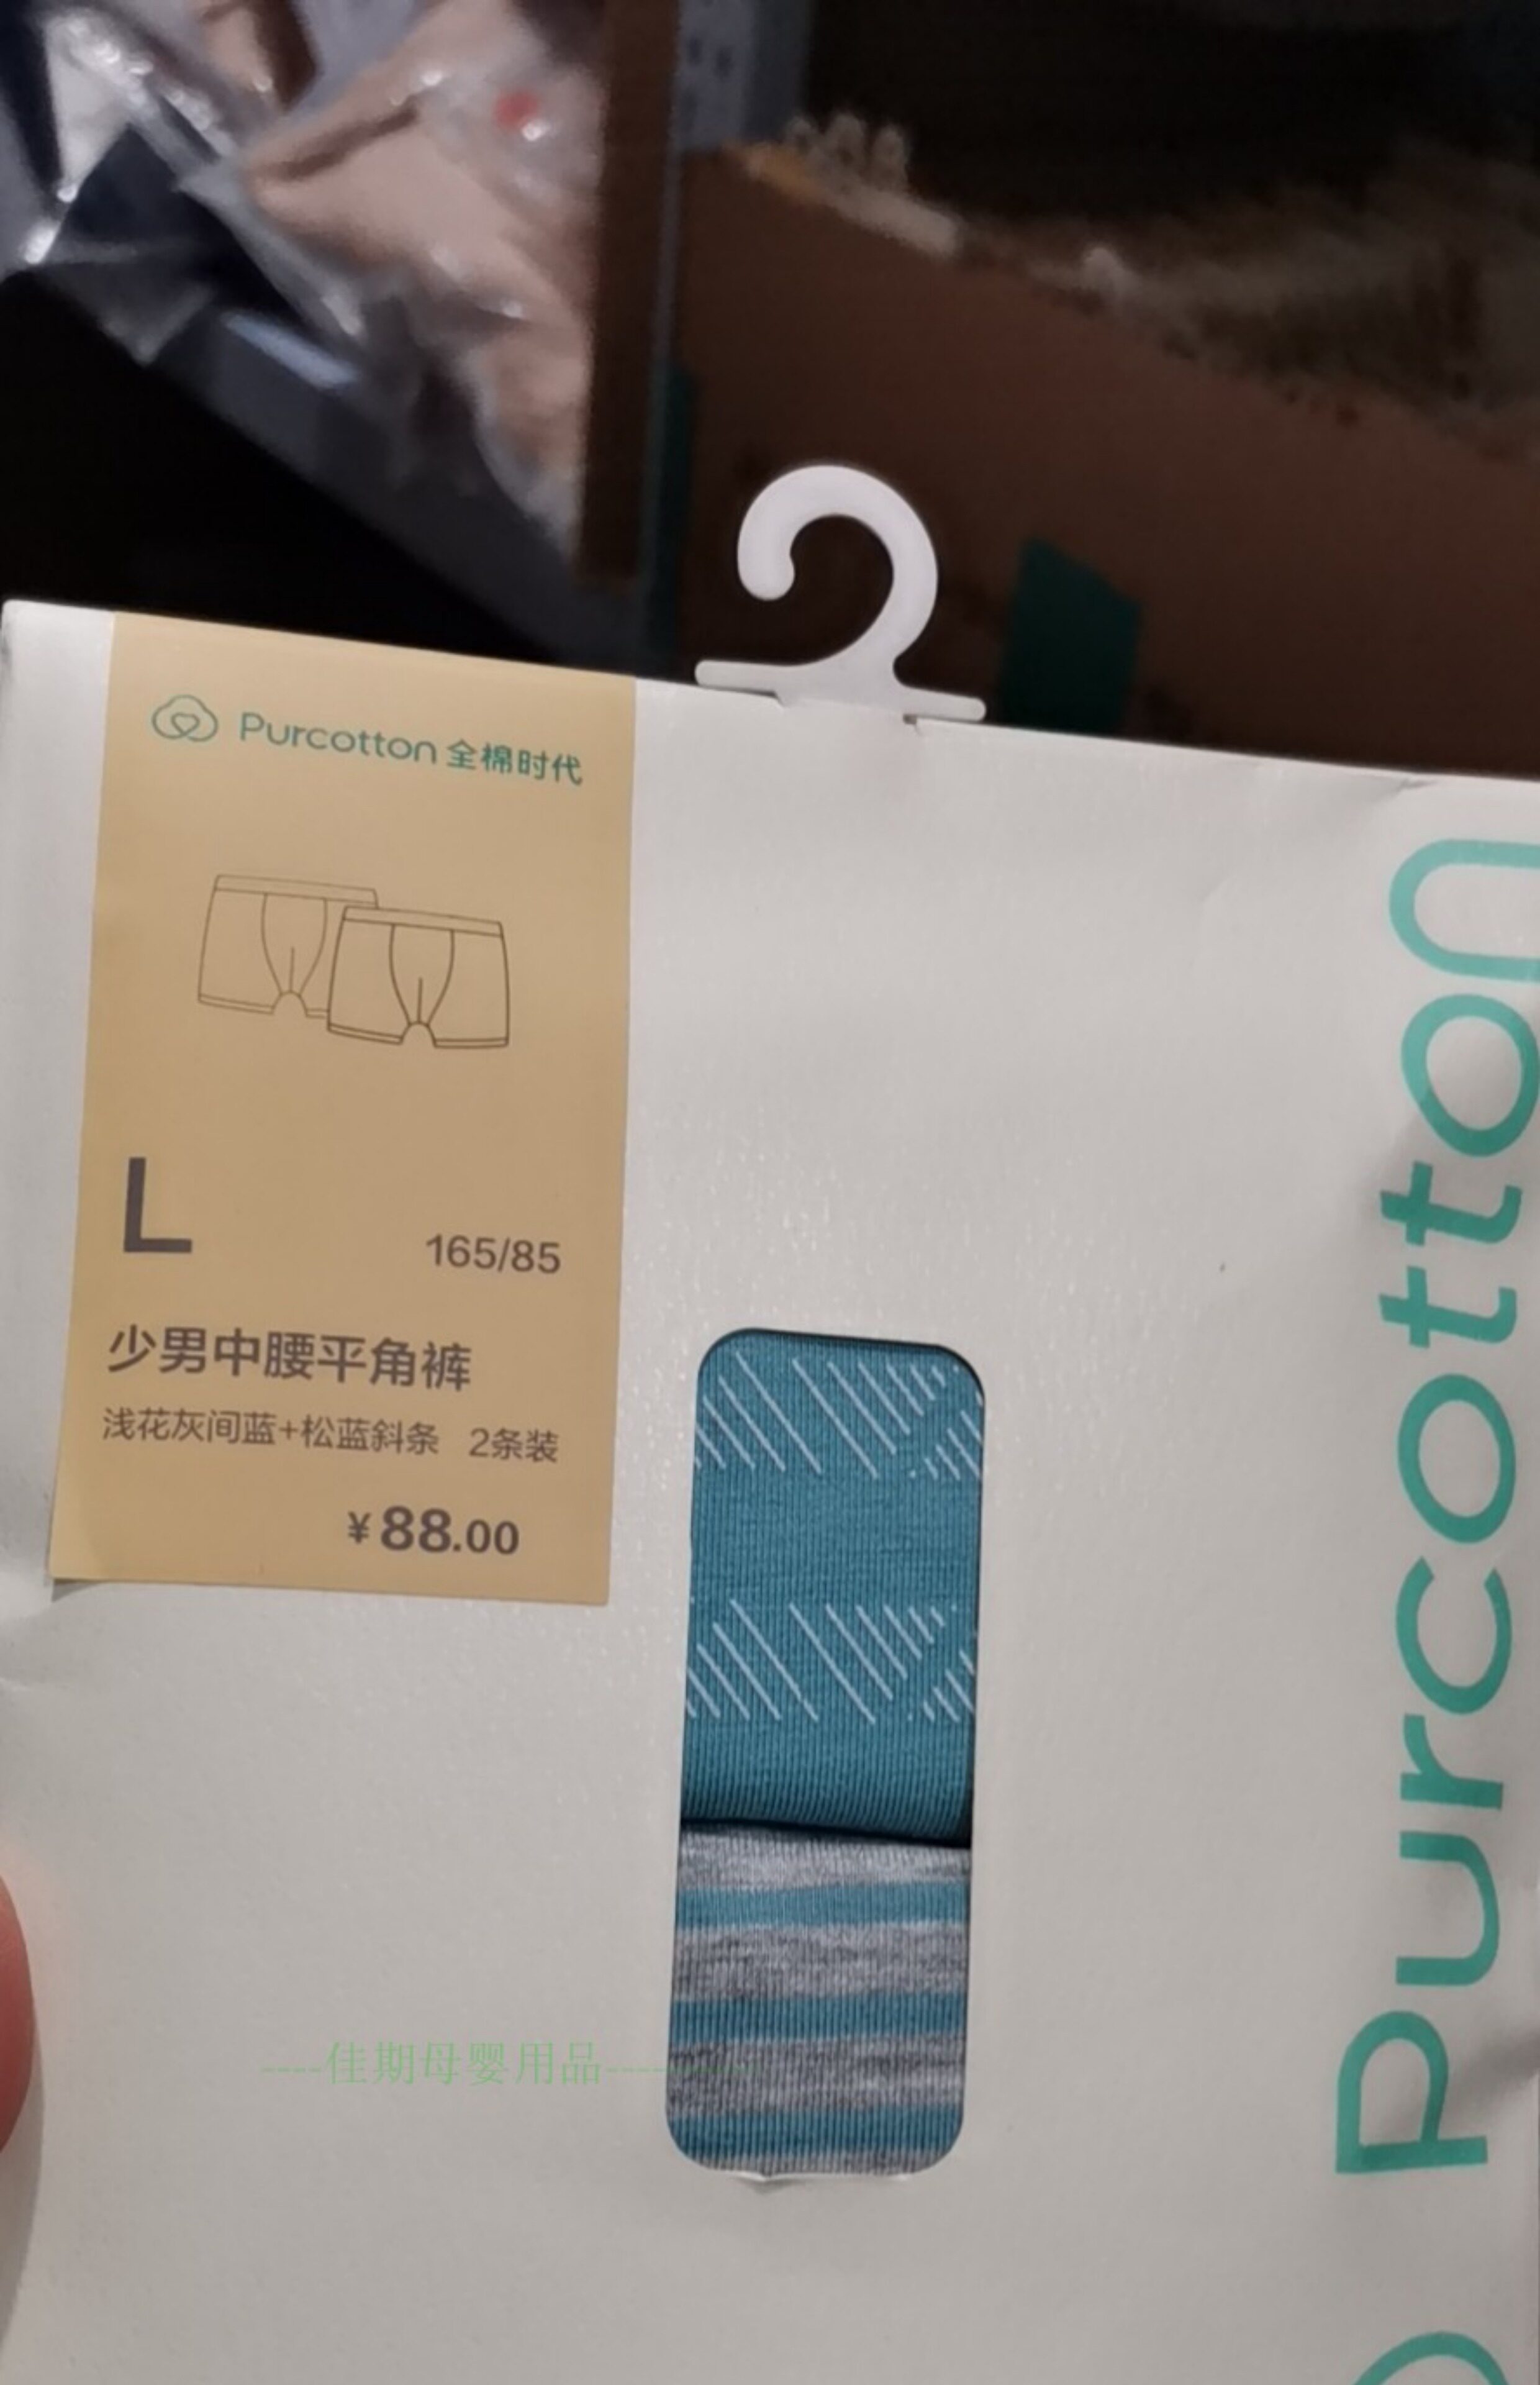 Purcotton 全棉时代
L
165/85
少男中腰平角裤
浅花灰间蓝+松蓝斜条 2条装
¥88.00
Purcotton
----佳期母婴用品----------